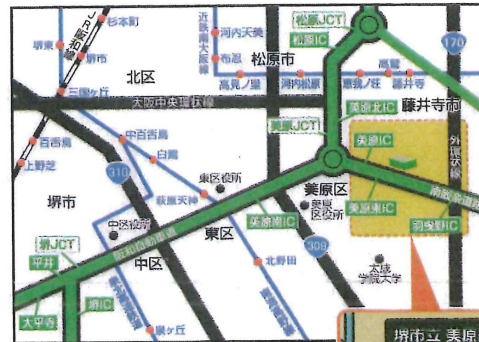 杉本町
JR阪和線
堺東
堺市
三国ヶ丘
北区
近鉄南大阪線
河内天美
布忍
高見ノ里
河内松原
松原市
松原JCT
松原IC
恵我ノ荘
高鷲
藤井寺
170
大阪中央環状線
美原北IC
藤井寺市
美原JCT
百舌鳥
上野芝
中百舌鳥
白鷺
310
萩原天神
東区役所
美原IC
外環状線
堺市
美原区
美原
区役所
美原東IC
南阪奈道路
羽曳野IC
中区役所
東区
美原南IC
堺JCT
阪和自動車道
中区
309
平井
北野田
太成
学院大学
堺IC
大平寺
泉ヶ丘
堺市立 美原